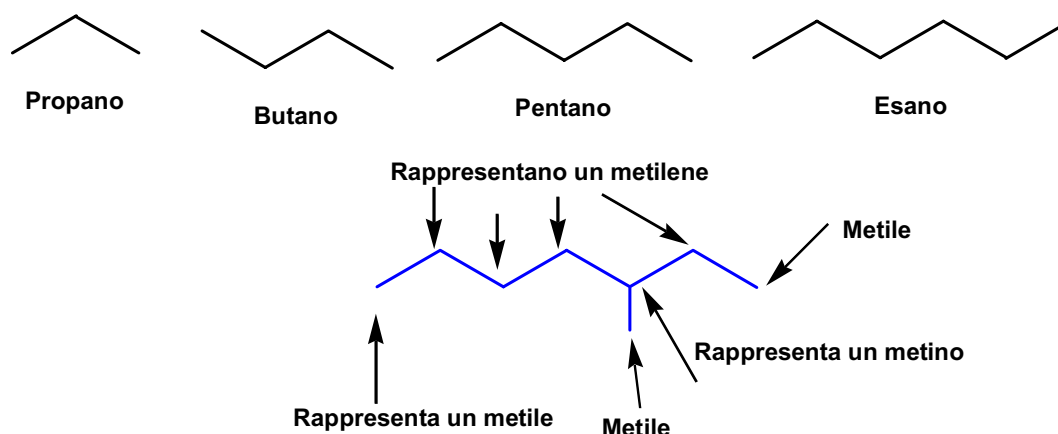 Propano
Butano
Pentano
Esano
Rappresentano un metilene
Metile
Rappresenta un metino
Rappresenta un metile
Metile